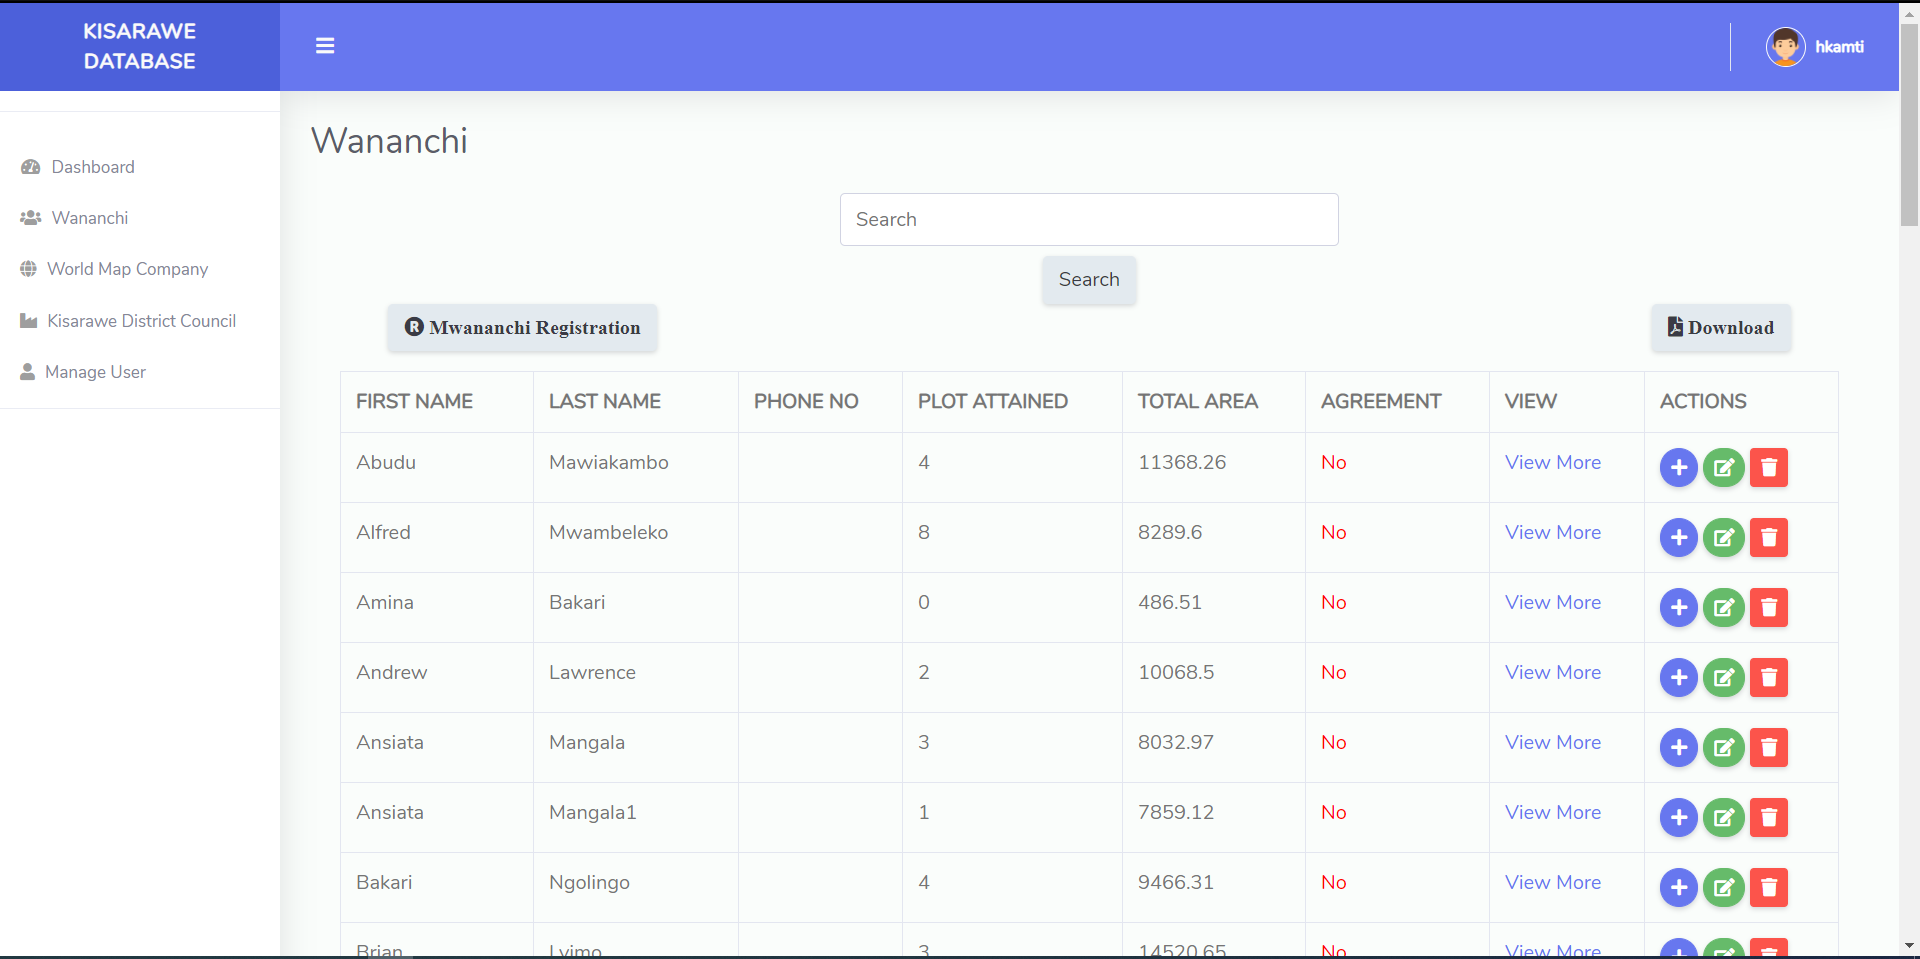 KISARAWE
DATABASE
hkamti
Dashboard
Wananchi
World Map Company
Kisarawe District Council
Manage User
Wananchi
Search
Search
Mwananchi Registration
Download
FIRST NAME LAST NAME PHONE NO PLOT ATTAINED TOTAL AREA AGREEMENT VIEW ACTIONS
Abudu Mawiakambo 4 11368.26 No View More
Alfred Mwambeleko 8 8289.6 No View More
Amina Bakari 0 486.51 No View More
Andrew Lawrence 2 10068.5 No View More
Ansiata Mangala 3 8032.97 No View More
Ansiata Mangala1 1 7859.12 No View More
Bakari Ngolingo 4 9466.31 No View More
Brian Lyimo 3 14520.65 No View More